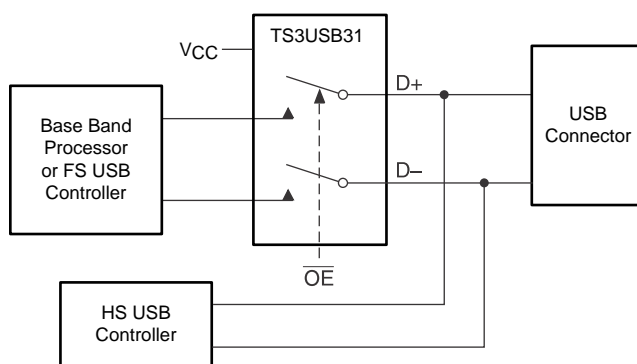 TS3USB31
VCC
D+
D–
Base Band
Processor
or FS USB
Controller
USB
Connector
OE
HS USB
Controller